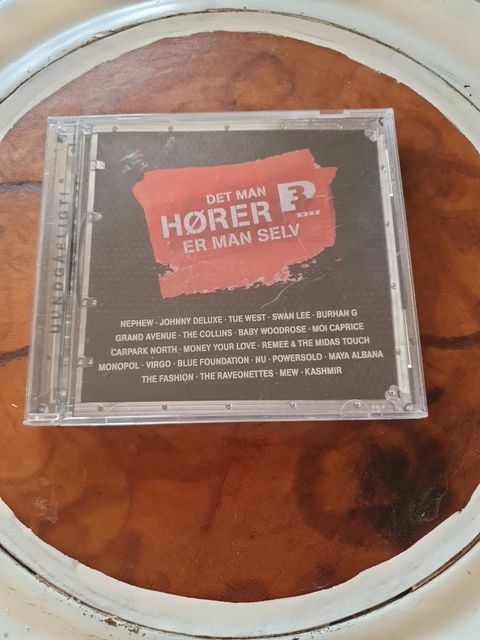 UUNDGÅELIGT!
DET MAN
HØRER P3
DR
ER MAN SELV
NEPHEW · JOHNNY DELUXE · TUE WEST · SWAN LEE · BURHAN G
GRAND AVENUE · THE COLLINS · BABY WOODROSE · MOI CAPRICE
CARPARK NORTH · MONEY YOUR LOVE · REMEE & THE MIDAS TOUCH
MONOPOL · VIRGO · BLUE FOUNDATION · NU · POWERSOLO · MAYA ALBANA
THE FASHION · THE RAVEONETTES · MEW · KASHMIR